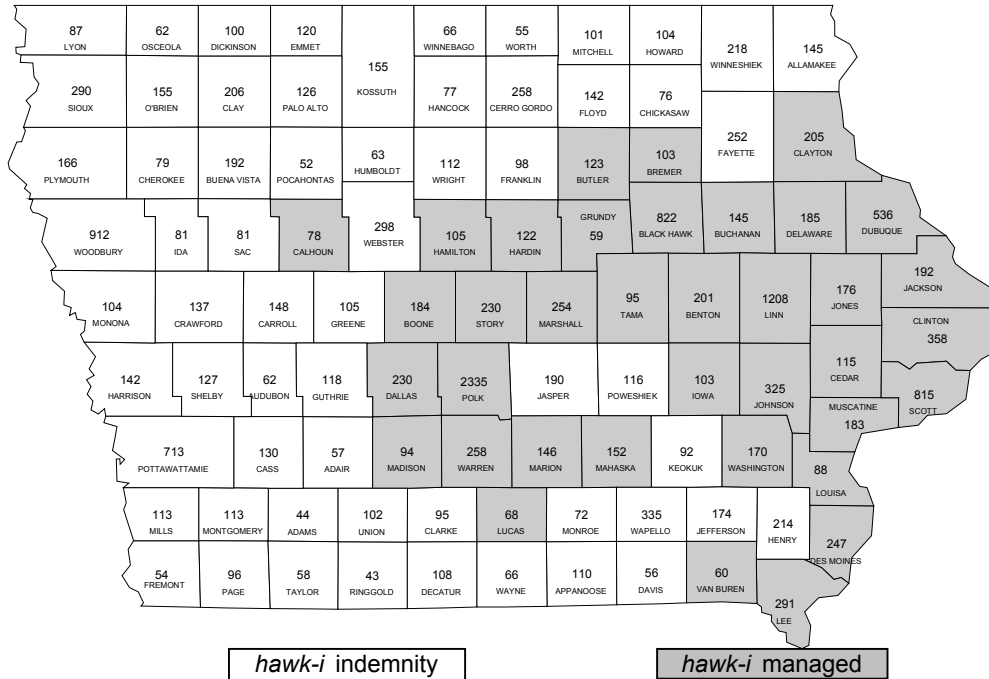 87
LYON
62
OSCEOLA
100
DICKINSON
120
EMMET
155
KOSSUTH
66
WINNEBAGO
55
WORTH
101
MITCHELL
104
HOWARD
218
WINNESHIEK
145
ALLAMAKEE
290
SIOUX
155
O'BRIEN
206
CLAY
126
PALO ALTO
77
HANCOCK
258
CERRO GORDO
142
FLOYD
76
CHICKASAW
252
FAYETTE
205
CLAYTON
166
PLYMOUTH
79
CHEROKEE
192
BUENA VISTA
52
POCAHONTAS
63
HUMBOLDT
112
WRIGHT
98
FRANKLIN
123
BUTLER
103
BREMER
912
WOODBURY
81
IDA
81
SAC
78
CALHOUN
298
WEBSTER
105
HAMILTON
122
HARDIN
GRUNDY
59
822
BLACK HAWK
145
BUCHANAN
185
DELAWARE
536
DUBUQUE
104
MONONA
137
CRAWFORD
148
CARROLL
105
GREENE
184
BOONE
230
STORY
254
MARSHALL
95
TAMA
201
BENTON
1208
LINN
176
JONES
192
JACKSON
CLINTON
358
142
HARRISON
127
SHELBY
62
AUDUBON
118
GUTHRIE
230
DALLAS
2335
POLK
190
JASPER
116
POWESHIEK
103
IOWA
325
JOHNSON
115
CEDAR
815
SCOTT
MUSCATINE
183
713
POTTAWATTAMIE
130
CASS
57
ADAIR
94
MADISON
258
WARREN
146
MARION
152
MAHASKA
92
KEOKUK
170
WASHINGTON
88
LOUISA
113
MILLS
113
MONTGOMERY
44
ADAMS
102
UNION
95
CLARKE
68
LUCAS
72
MONROE
335
WAPELLO
174
JEFFERSON
214
HENRY
247
DES MOINES
54
FREMONT
96
PAGE
58
TAYLOR
43
RINGGOLD
108
DECATUR
66
WAYNE
110
APPANOOSE
56
DAVIS
60
VAN BUREN
291
LEE
hawk-i indemnity
hawk-i managed